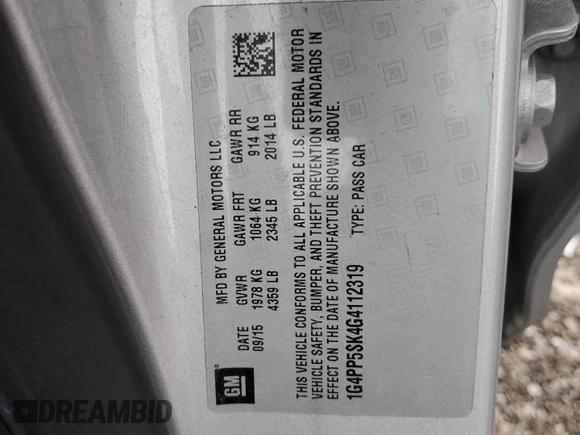 MFD BY GENERAL MOTORS LLC
DATE GVWR GAWR FRT GAWR RR
09/15 1978 KG 1064 KG 914 KG
4359 LB 2345 LB 2014 LB
THIS VEHICLE CONFORMS TO ALL APPLICABLE U.S. FEDERAL MOTOR
VEHICLE SAFETY, BUMPER, AND THEFT PREVENTION STANDARDS IN
EFFECT ON THE DATE OF MANUFACTURE SHOWN ABOVE.
1G4PP5SK4G4112319 TYPE: PASS CAR
GM
DREAMBID